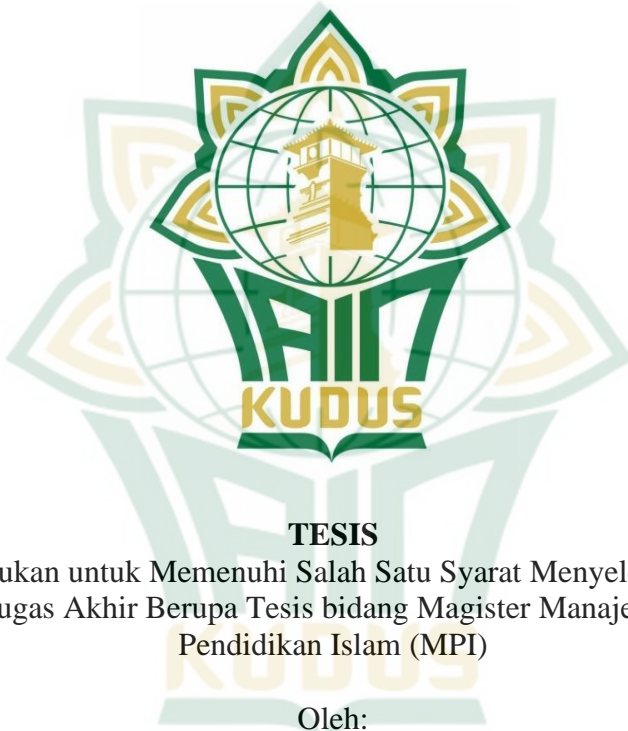 IAIN
KUDUS
TESIS
ukan untuk Memenuhi Salah Satu Syarat Menyel
ugas Akhir Berupa Tesis bidang Magister Manaje
Pendidikan Islam (MPI)
Oleh: